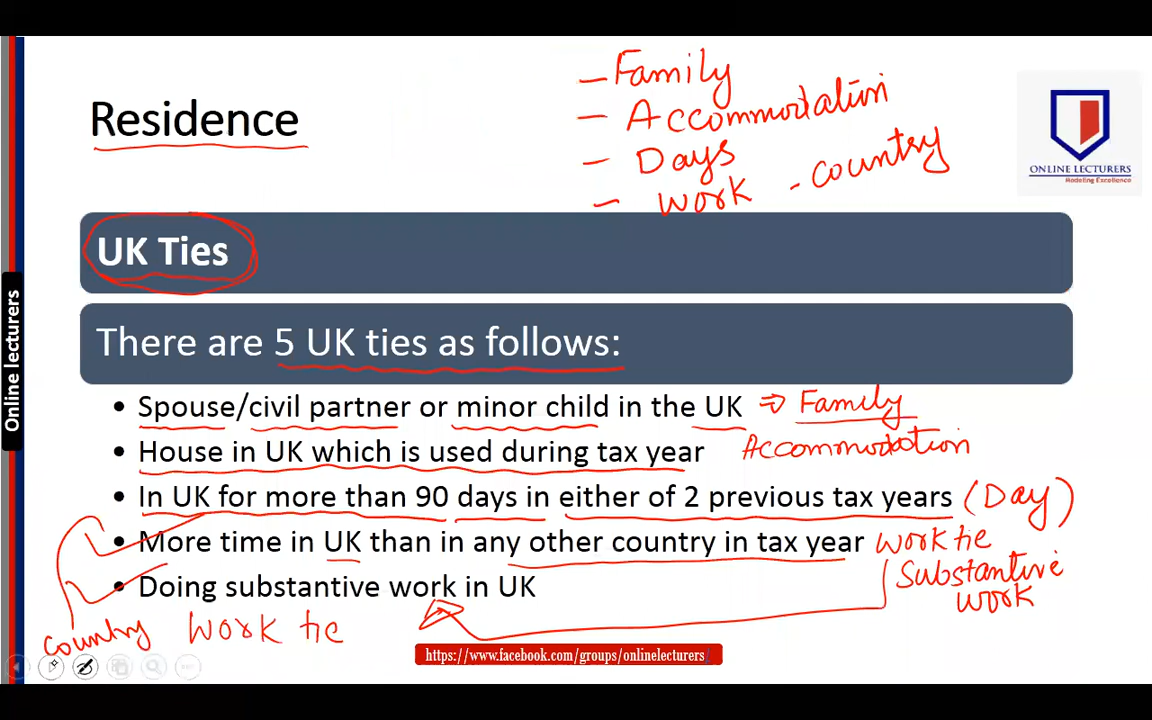 Family
Accommodation
Days
Work - Country
Residence
ONLINE LECTURERS
Modeling Excellence
UK Ties
There are 5 UK ties as follows:
• Spouse/civil partner or minor child in the UK ⇒ Family
• House in UK which is used during tax year Accommodation
• In UK for more than 90 days in either of 2 previous tax years (Day)
• More time in UK than in any other country in tax year Work tie
Substantive
work
• Doing substantive work in UK
Country Work tie
https://www.facebook.com/groups/onlinelecturers/
Online lecturers